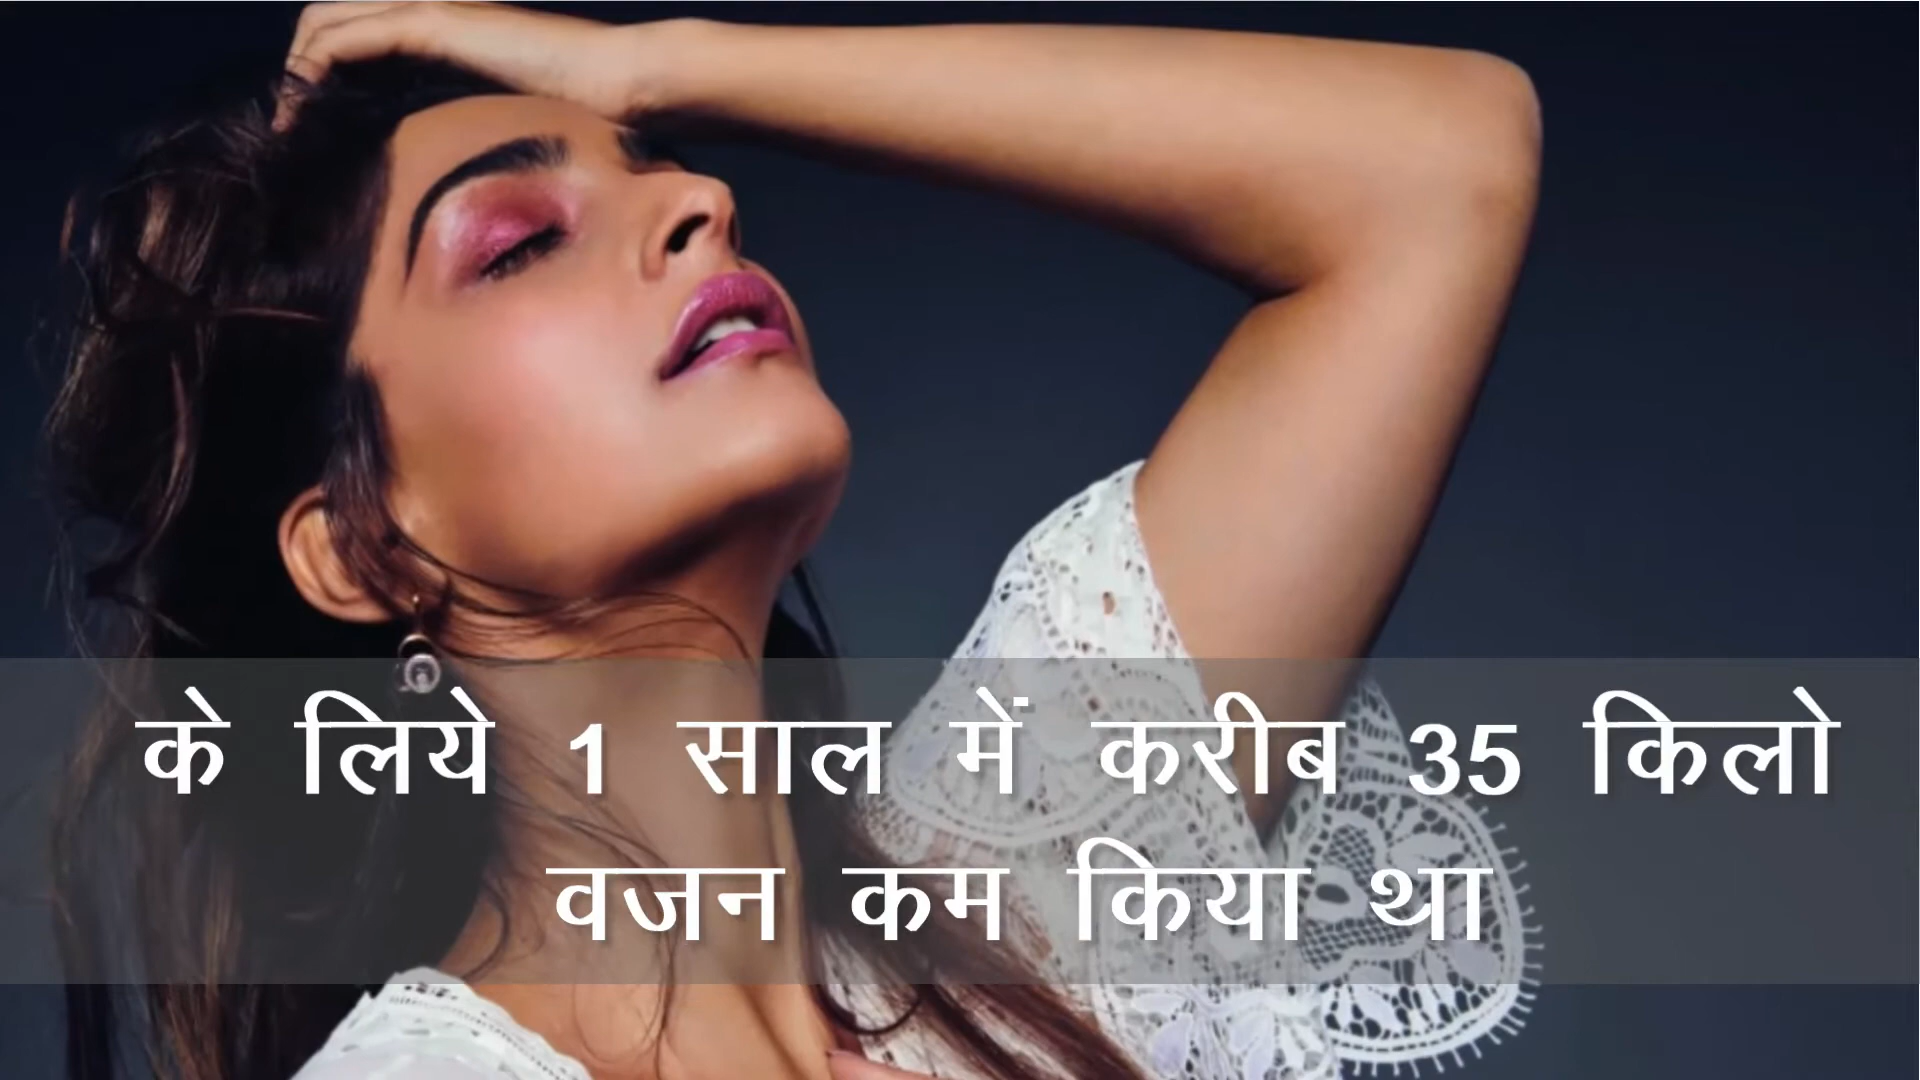 के लिये 1 साल में करीब 35 किलो
वजन कम किया था